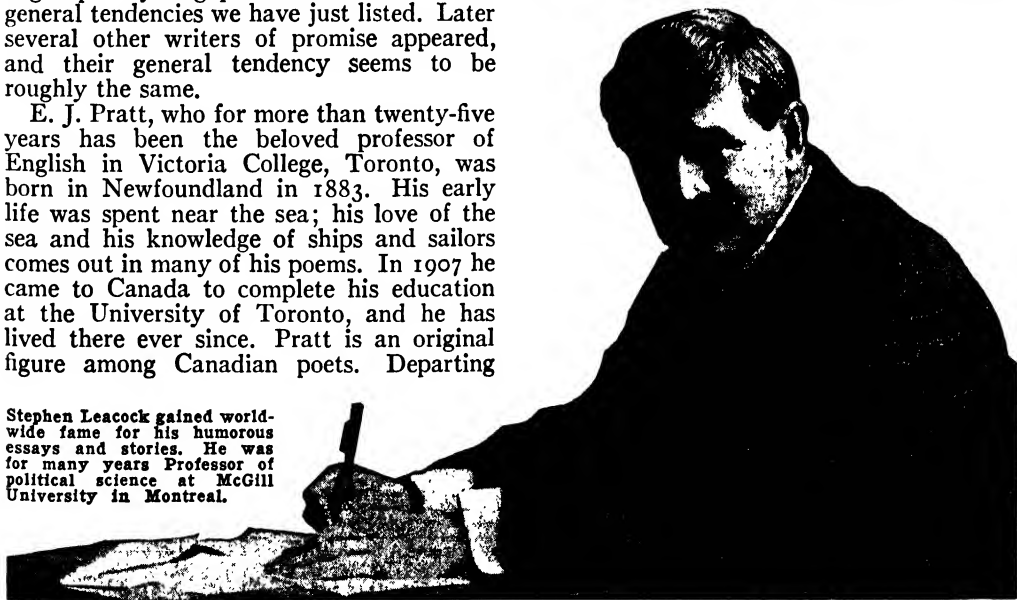 general tendencies we have just listed. Later
several other writers of promise appeared,
and their general tendency seems to be
roughly the same.
E. J. Pratt, who for more than twenty-five
years has been the beloved professor of
English in Victoria College, Toronto, was
born in Newfoundland in 1883. His early
life was spent near the sea; his love of the
sea and his knowledge of ships and sailors
comes out in many of his poems. In 1907 he
came to Canada to complete his education
at the University of Toronto, and he has
lived there ever since. Pratt is an original
figure among Canadian poets. Departing
Stephen Leacock gained world-
wide fame for his humorous
essays and stories. He was
for many years Professor of
political science at McGill
University in Montreal.